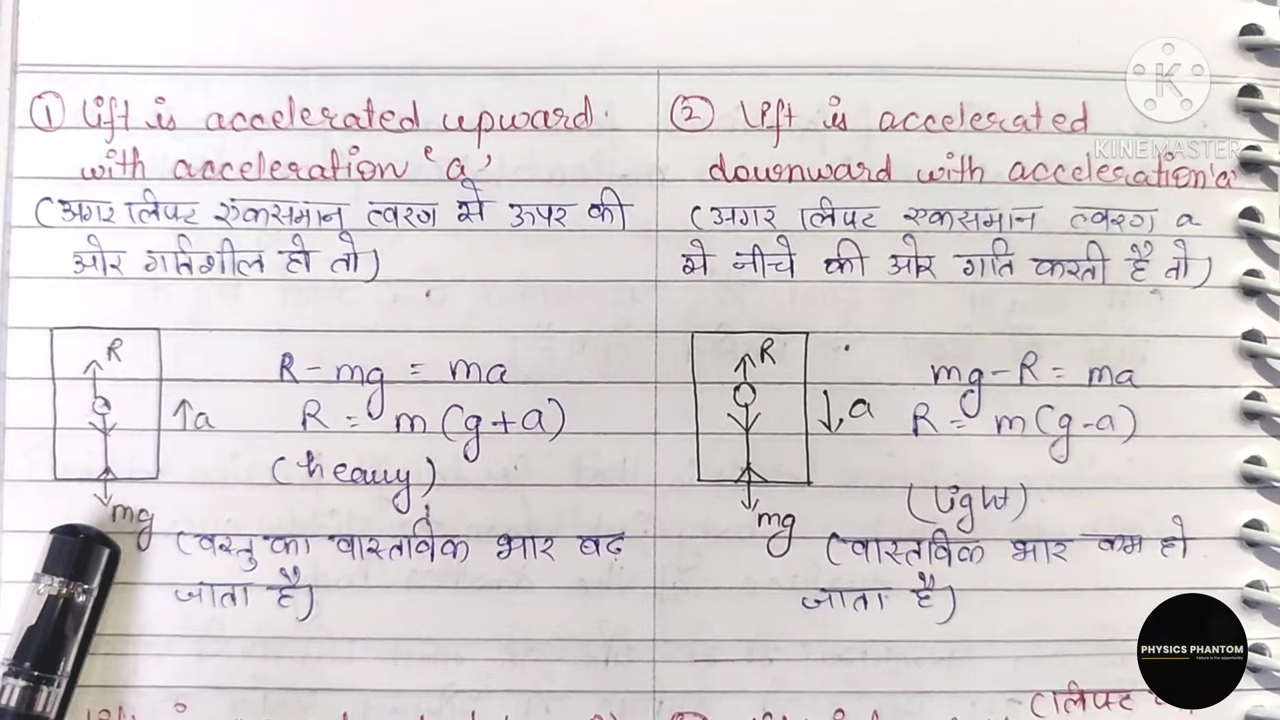 ① Lift is accelerated upward
with acceleration 'a'
(अगर लिफ्ट एकसमान त्वरण से ऊपर की
ओर गतिशील हो तो)
R
↑a
R - mg = ma
R = m(g+a)
(heavy)
mg
(वस्तु का वास्तविक भार बढ़
जाता है)
② Lift is accelerated
downward with acceleration 'a'
(अगर लिफ्ट एकसमान त्वरण a
से नीचे की ओर गति करती है तो)
R
↓a
mg - R = ma
R = m(g-a)
(light)
mg
(वास्तविक भार कम हो
जाता है)
(लिफ्ट
K
KINEMASTER
PHYSICS PHANTOM